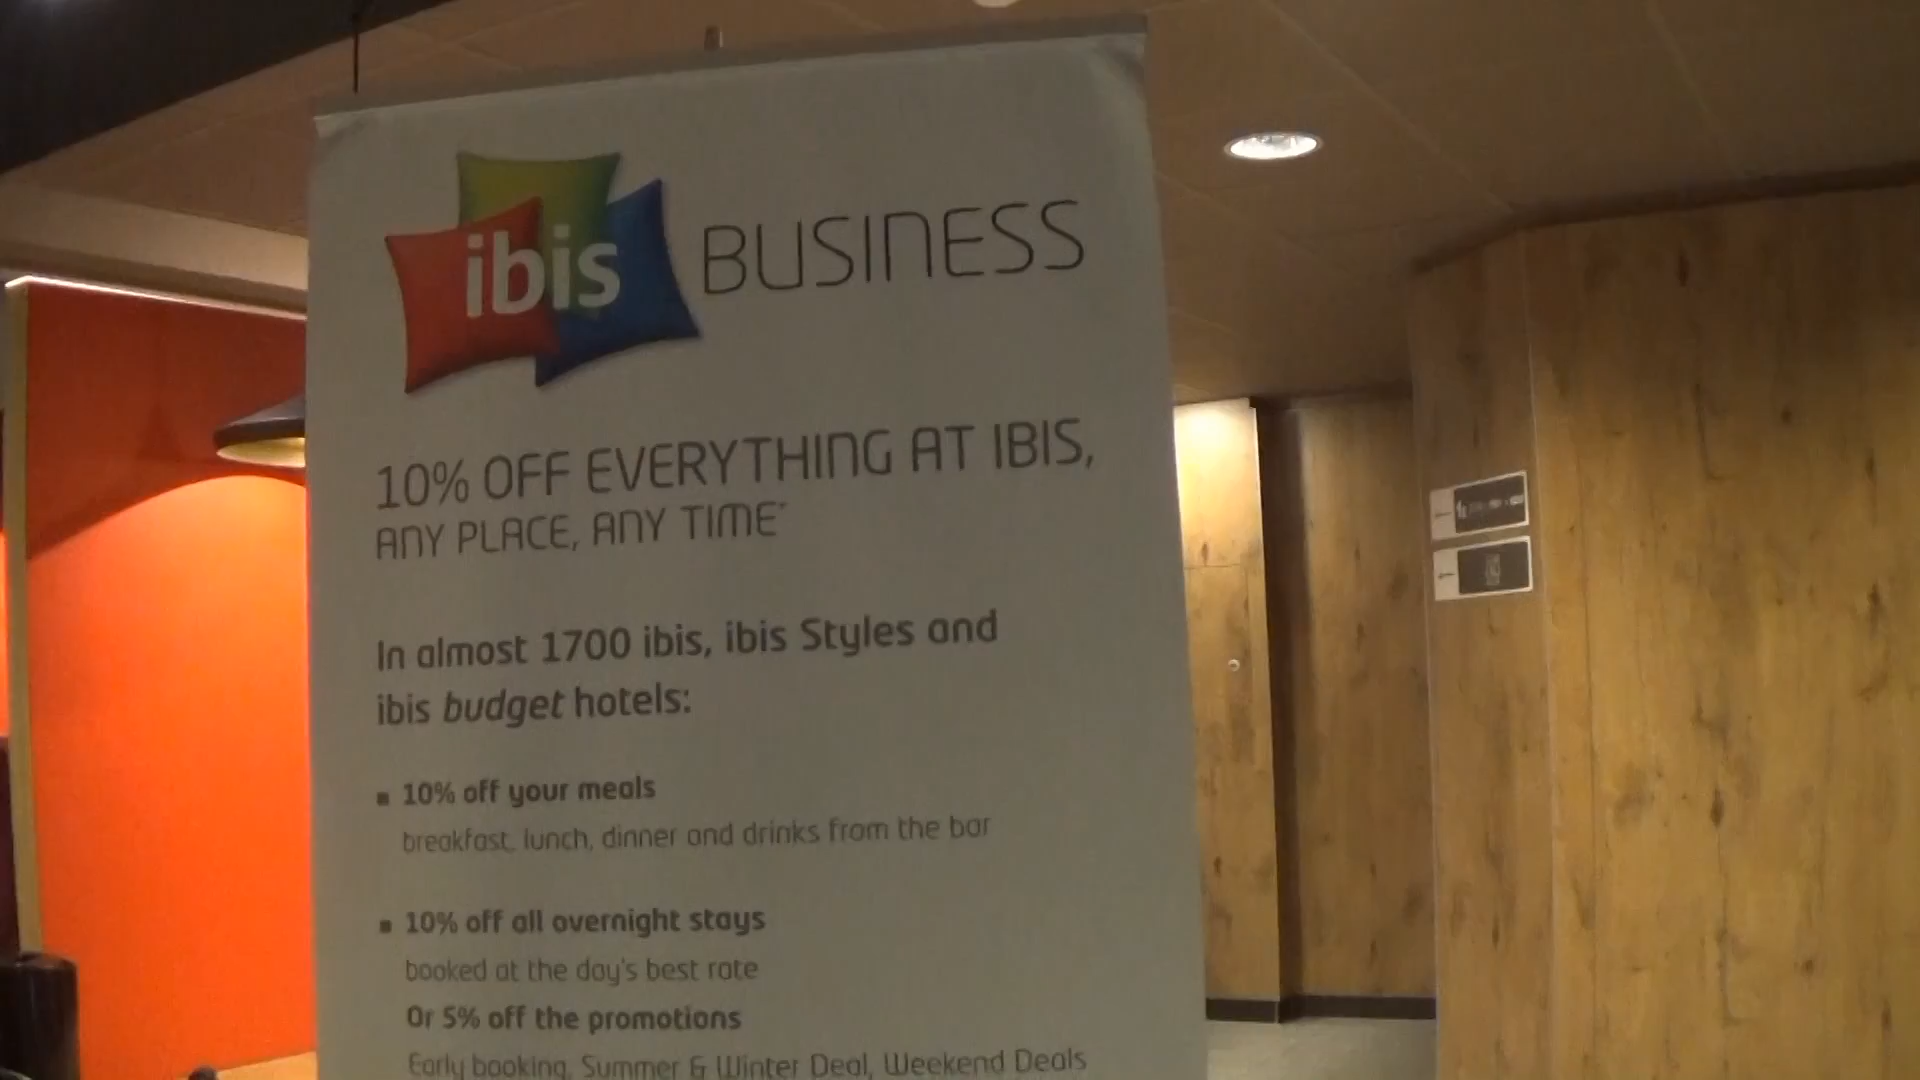 ibis BUSINESS
10% OFF EVERYTHING AT IBIS,
ANY PLACE, ANY TIME*
In almost 1700 ibis, ibis Styles and
ibis budget hotels:
▪ 10% off your meals
breakfast, lunch, dinner and drinks from the bar
▪ 10% off all overnight stays
booked at the day's best rate
Or 5% off the promotions
Early booking, Summer & Winter Deal, Weekend Deals